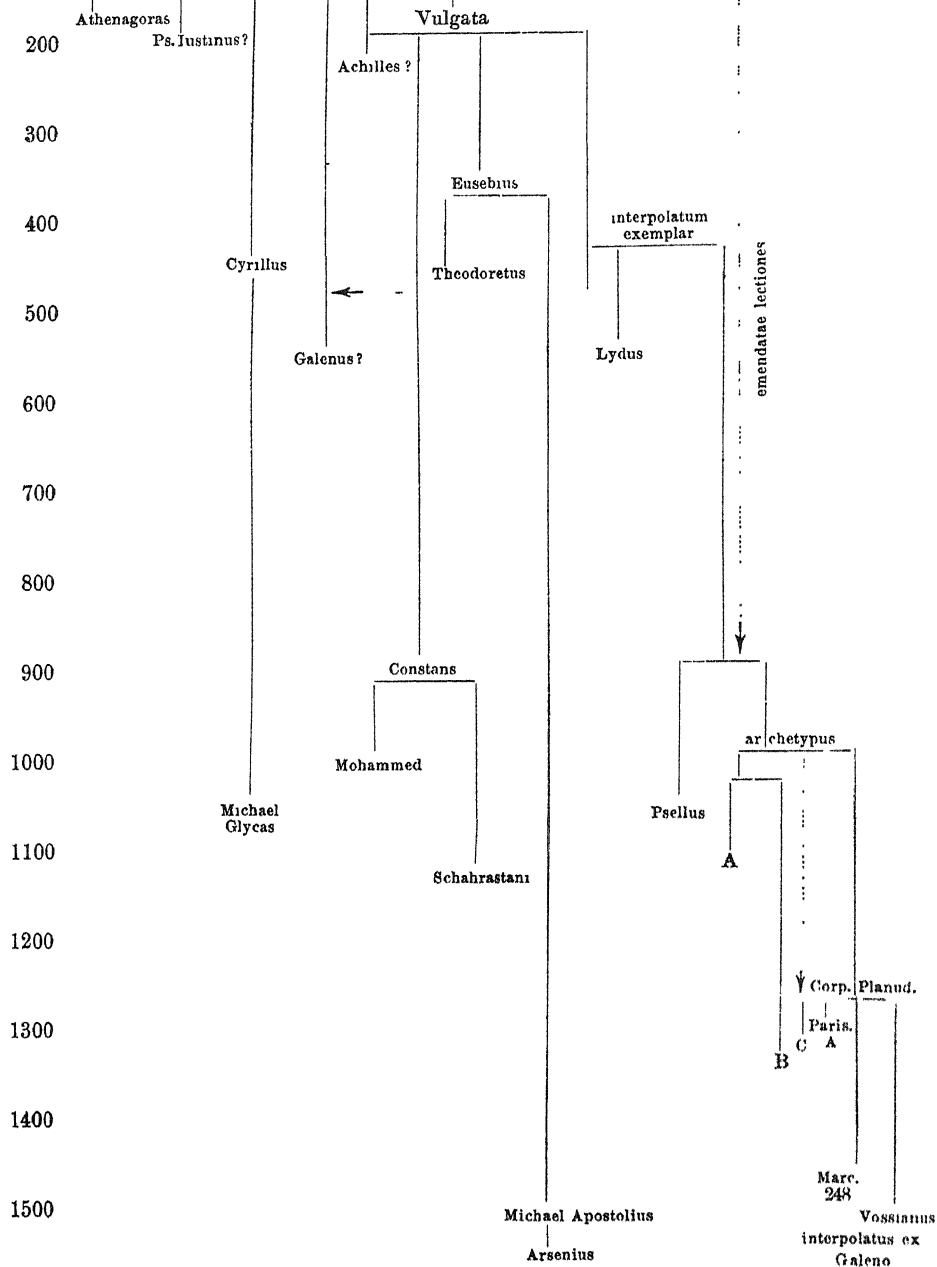 Athenagoras
Vulgata
200
Ps. Iustinus?
Achilles?
300
Eusebius
400
interpolatum
exemplar
Cyrillus
Theodoretus
emendatae lectiones
500
Galenus?
Lydus
600
700
800
900
Constans
archetypus
1000
Mohammed
Michael
Glycas
Psellus
1100
A
Schahrastani
1200
Corp. Planud.
1300
Paris.
C A
B
1400
Marc.
248
1500
Michael Apostolius
Vossianus
interpolatus ex
Galeno
Arsenius